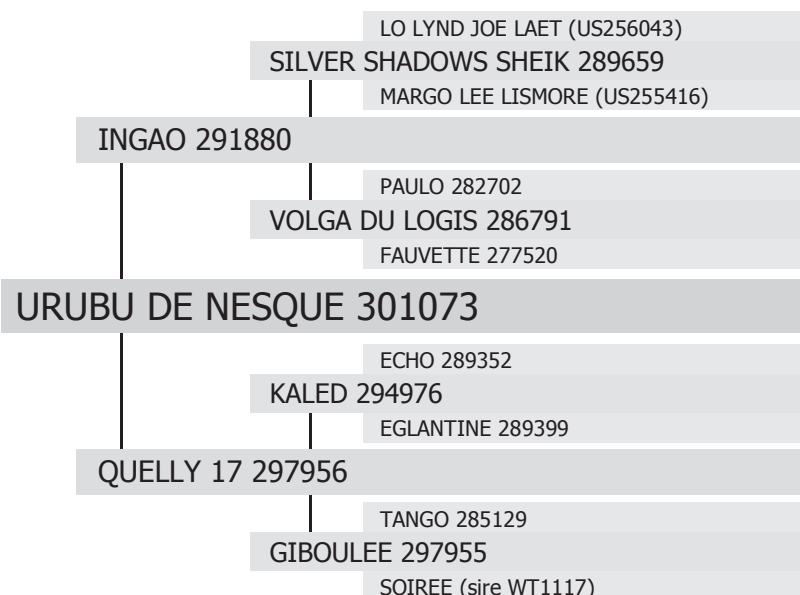 LO LYND JOE LAET (US256043)
SILVER SHADOWS SHEIK 289659
MARGO LEE LISMORE (US255416)
INGAO 291880
PAULO 282702
VOLGA DU LOGIS 286791
FAUVETTE 277520
URUBU DE NESQUE 301073
ECHO 289352
KALED 294976
EGLANTINE 289399
QUELLY 17 297956
TANGO 285129
GIBOULEE 297955
SOIREE (sire WT1117)